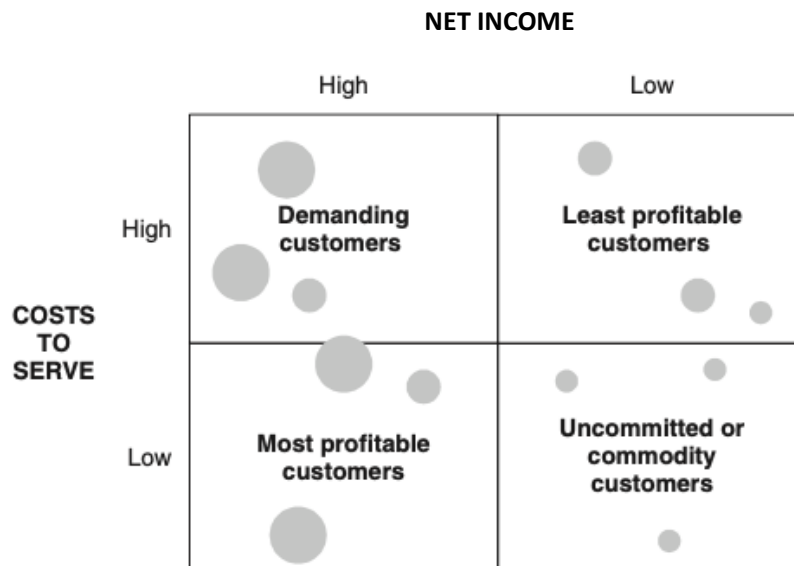 NET INCOME
High
Low
High
Demanding
customers
Least profitable
customers
COSTS
TO
SERVE
Low
Most profitable
customers
Uncommitted or
commodity
customers